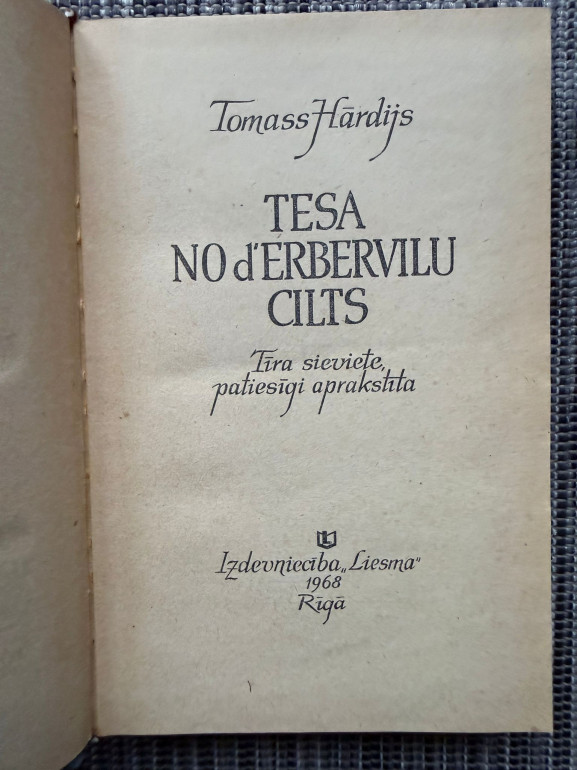 Tomass Hārdijs
TESA
NO d'ERBERVILU
CILTS
Tīra sieviete,
patiesīgi aprakstīta
L
Izdevniecība „Liesma"
1968
Rīgā